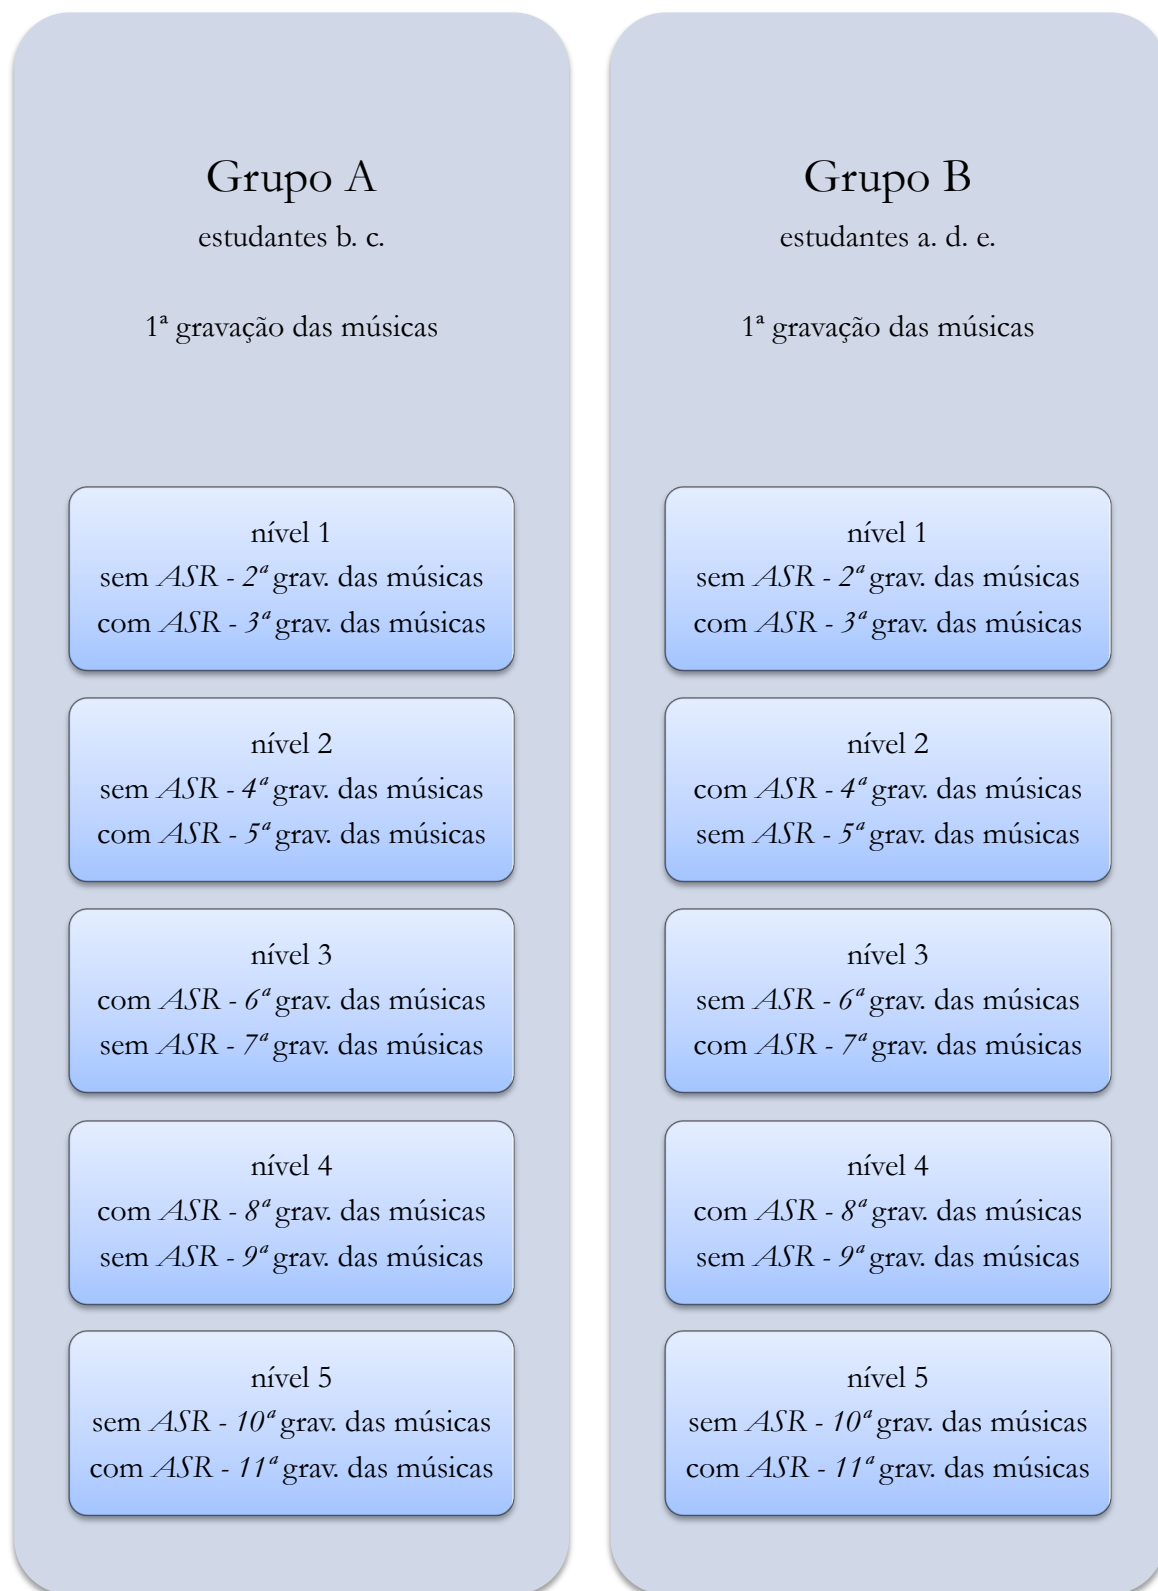 Grupo A
estudantes b. c.
1ª gravação das músicas
nível 1
sem ASR - 2ª grav. das músicas
com ASR - 3ª grav. das músicas
nível 2
sem ASR - 4ª grav. das músicas
com ASR - 5ª grav. das músicas
nível 3
com ASR - 6ª grav. das músicas
sem ASR - 7ª grav. das músicas
nível 4
com ASR - 8ª grav. das músicas
sem ASR - 9ª grav. das músicas
nível 5
sem ASR - 10ª grav. das músicas
com ASR - 11ª grav. das músicas
Grupo B
estudantes a. d. e.
1ª gravação das músicas
nível 1
sem ASR - 2ª grav. das músicas
com ASR - 3ª grav. das músicas
nível 2
com ASR - 4ª grav. das músicas
sem ASR - 5ª grav. das músicas
nível 3
sem ASR - 6ª grav. das músicas
com ASR - 7ª grav. das músicas
nível 4
com ASR - 8ª grav. das músicas
sem ASR - 9ª grav. das músicas
nível 5
sem ASR - 10ª grav. das músicas
com ASR - 11ª grav. das músicas